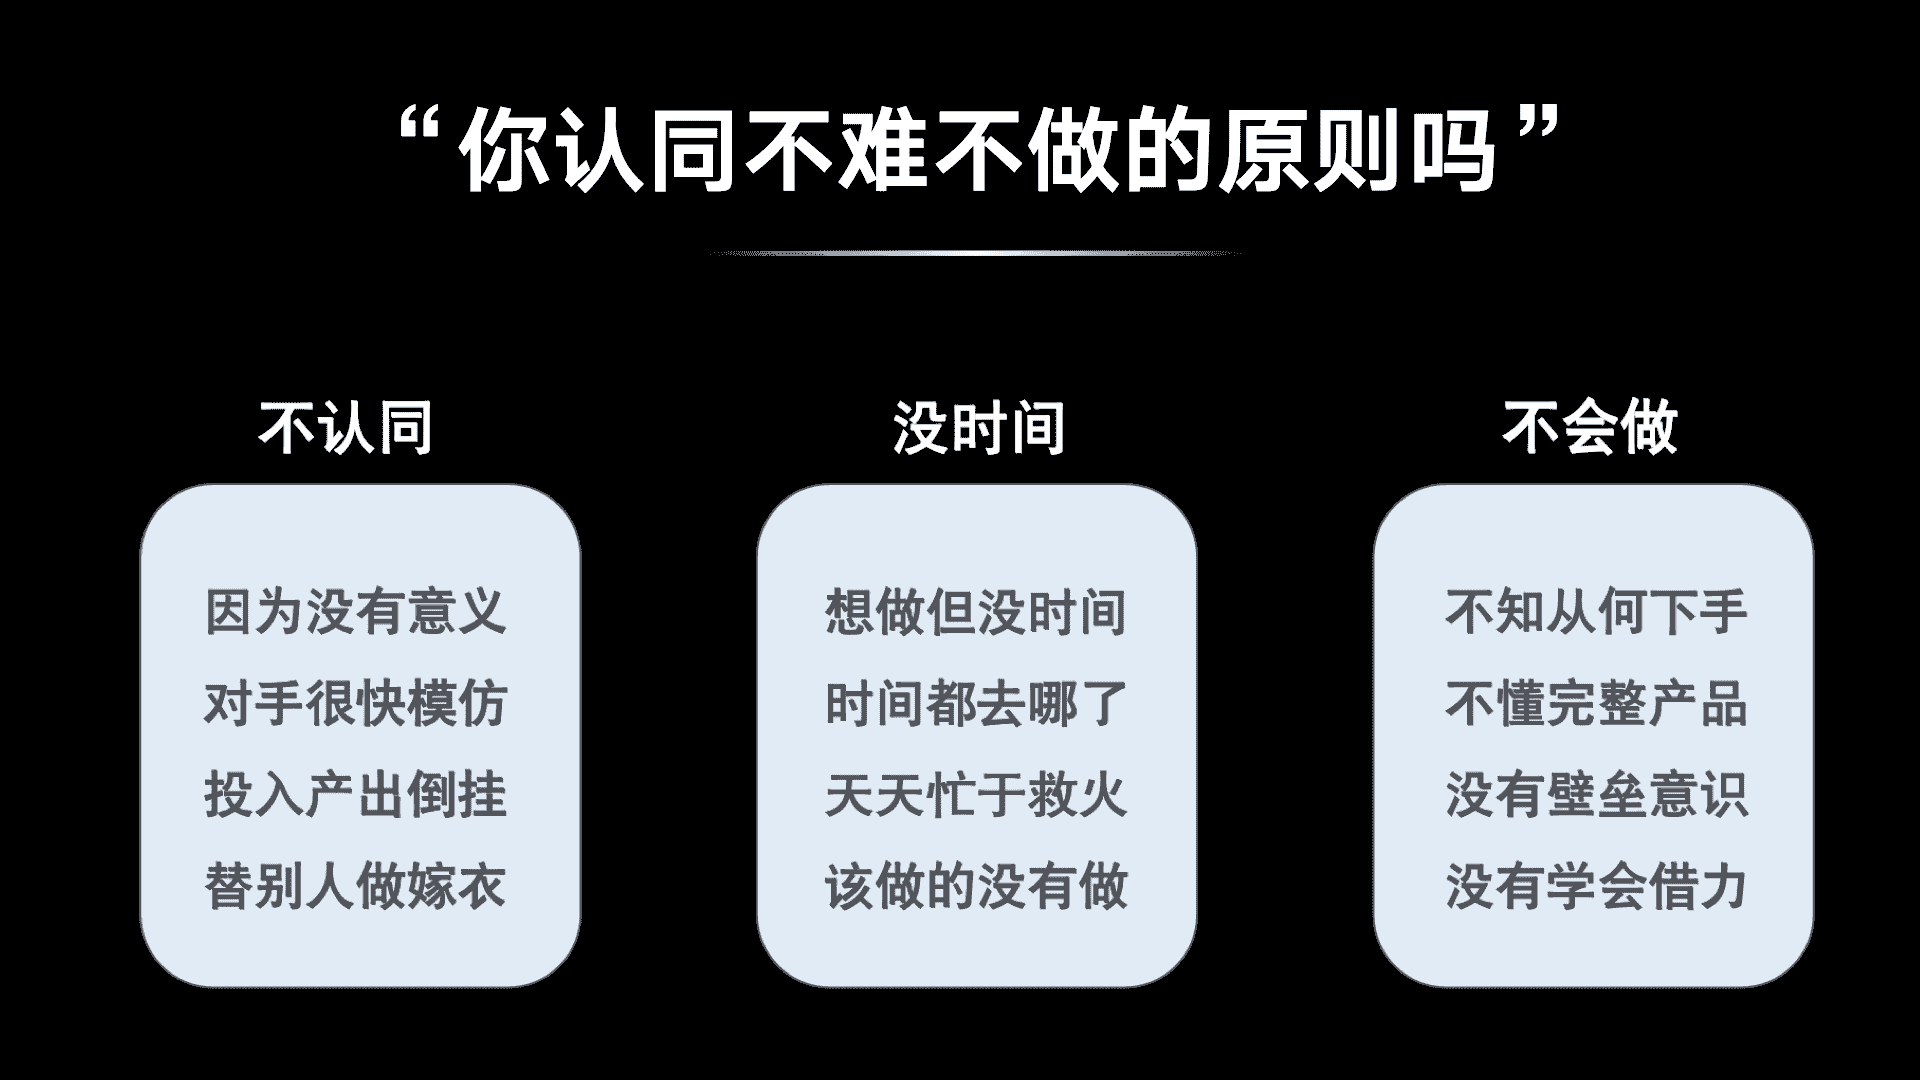 “你认同不难不做的原则吗”
不认同
因为没有意义
对手很快模仿
投入产出倒挂
替别人做嫁衣
没时间
想做但没时间
时间都去哪了
天天忙于救火
该做的没有做
不会做
不知从何下手
不懂完整产品
没有壁垒意识
没有学会借力